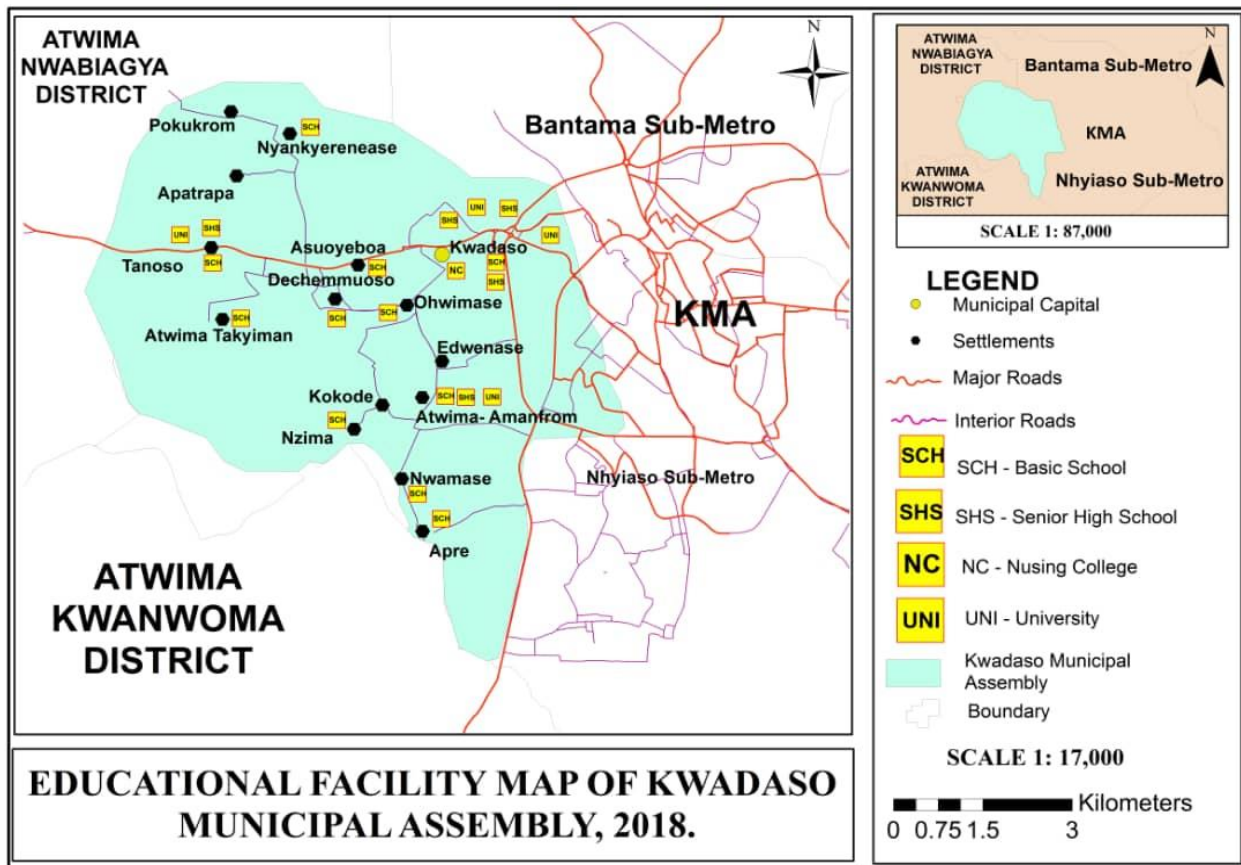 ATWIMA
NWABIAGYA
DISTRICT
N
Pokukrom
SCH
Nyankyerenease
Bantama Sub-Metro
Apatrapa
UNI
SHS
SHS
UNI
SHS
UNI
Tanoso
SCH
Asuoyeboa
Kwadaso
SCH
NC
SCH
SHS
Dechemmuoso
SCH
SCH
Ohwimase
KMA
Atwima Takyiman
SCH
Edwenase
Kokode
SCH
SHS
UNI
Atwima- Amanfrom
SCH
Nzima
Nwamase
SCH
Nhyiaso Sub-Metro
SCH
Apre
ATWIMA
KWANWOMA
DISTRICT
EDUCATIONAL FACILITY MAP OF KWADASO
MUNICIPAL ASSEMBLY, 2018.
ATWIMA
NWABIAGYA
DISTRICT
Bantama Sub-Metro
N
KMA
ATWIMA
KWANWOMA
DISTRICT
Nhyiaso Sub-Metro
SCALE 1: 87,000
LEGEND
Municipal Capital
Settlements
Major Roads
Interior Roads
SCH SCH - Basic School
SHS SHS - Senior High School
NC NC - Nusing College
UNI UNI - University
Kwadaso Municipal
Assembly
Boundary
SCALE 1: 17,000
Kilometers
0 0.75 1.5 3